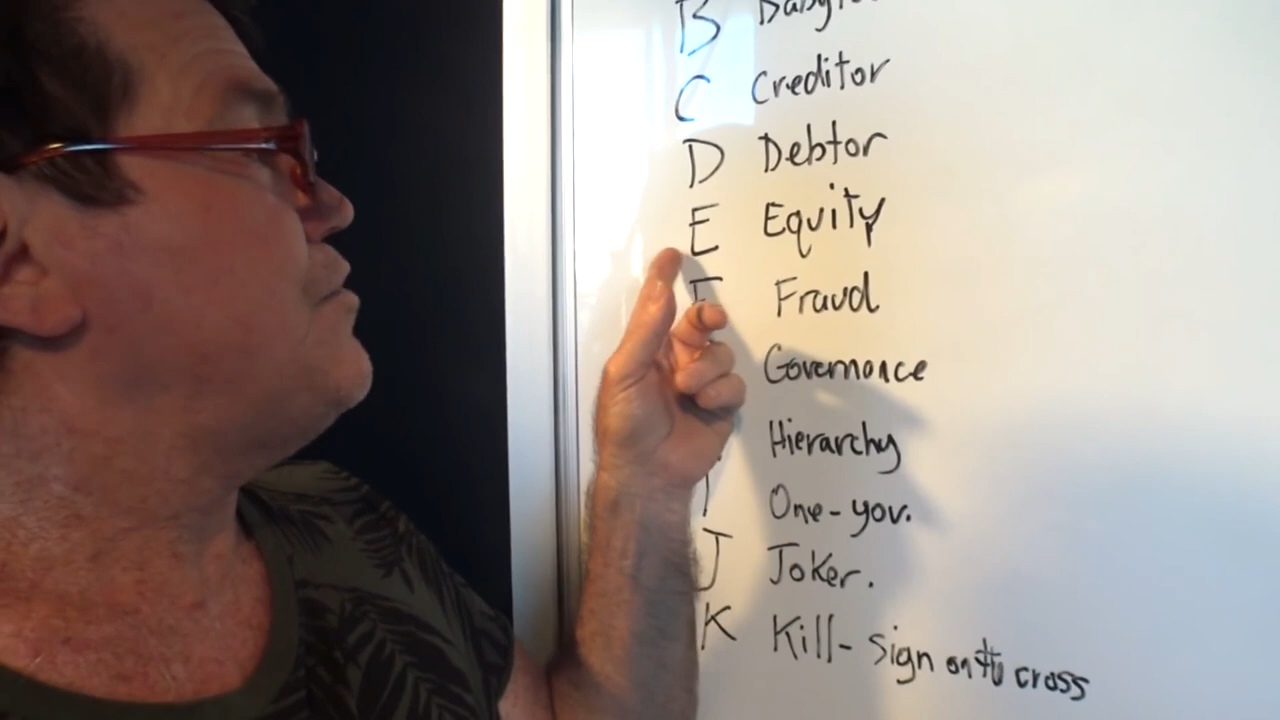 B
C Creditor
D Debtor
E Equity
F Fraud
Governance
Hierarchy
I One-you.
J Joker.
K Kill- sign on the cross